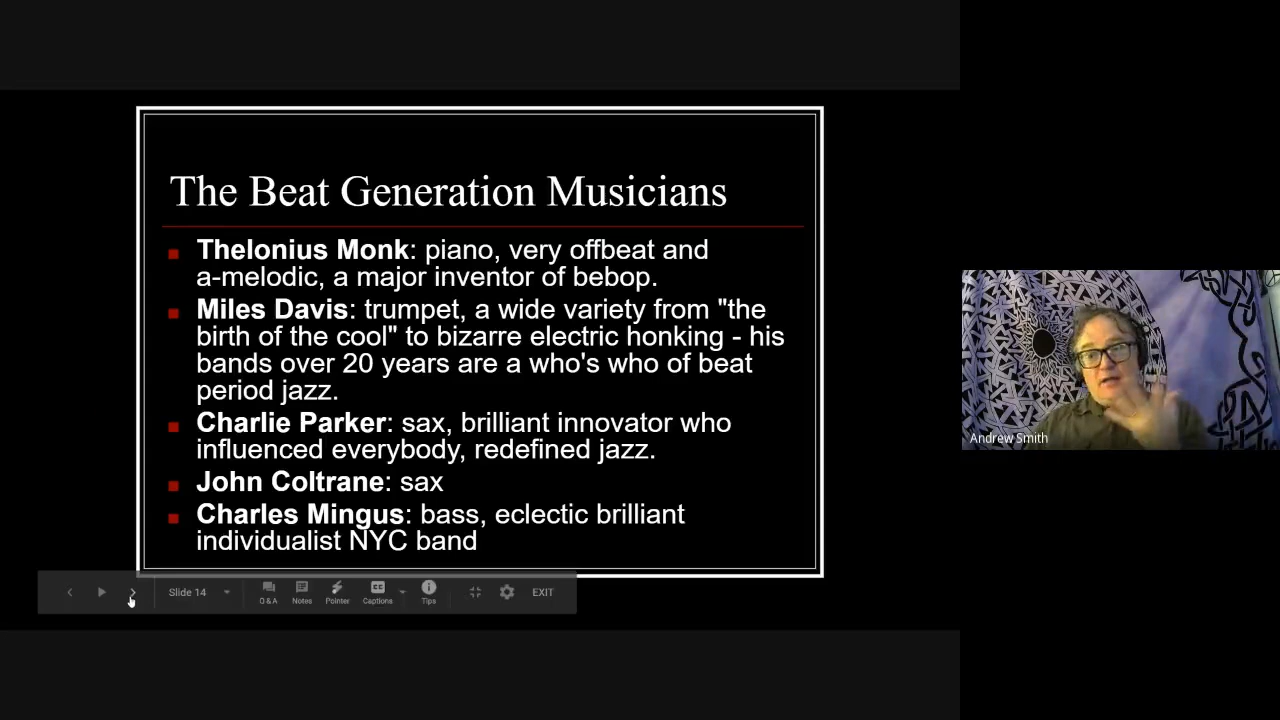 The Beat Generation Musicians
Thelonius Monk: piano, very offbeat and
a-melodic, a major inventor of bebop.
Miles Davis: trumpet, a wide variety from "the
birth of the cool" to bizarre electric honking - his
bands over 20 years are a who's who of beat
period jazz.
Charlie Parker: sax, brilliant innovator who
influenced everybody, redefined jazz.
John Coltrane: sax
Charles Mingus: bass, eclectic brilliant
individualist NYC band
Slide 14
Q & A
Notes
Pointer
CC
Captions
Tips
EXIT
Andrew Smith